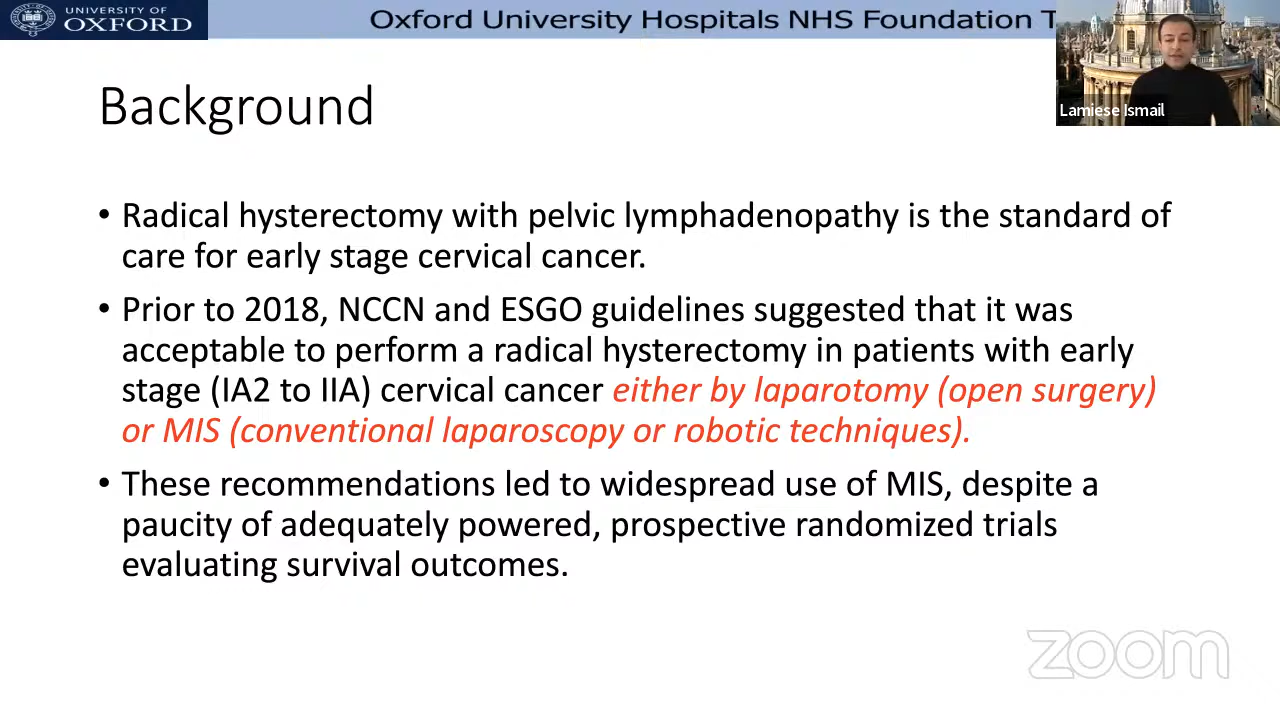 UNIVERSITY OF
OXFORD
Oxford University Hospitals NHS Foundation T
Lamiese Ismail
Background
• Radical hysterectomy with pelvic lymphadenopathy is the standard of
care for early stage cervical cancer.
• Prior to 2018, NCCN and ESGO guidelines suggested that it was
acceptable to perform a radical hysterectomy in patients with early
stage (IA2 to IIA) cervical cancer either by laparotomy (open surgery)
or MIS (conventional laparoscopy or robotic techniques).
• These recommendations led to widespread use of MIS, despite a
paucity of adequately powered, prospective randomized trials
evaluating survival outcomes.
zoom